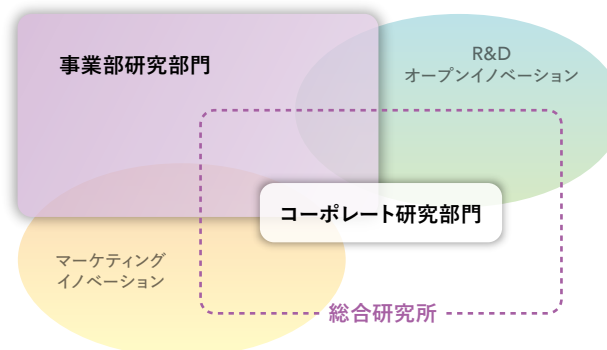 事業部研究部門
R&D
オープンイノベーション
コーポレート研究部門
マーケティング
イノベーション
総合研究所